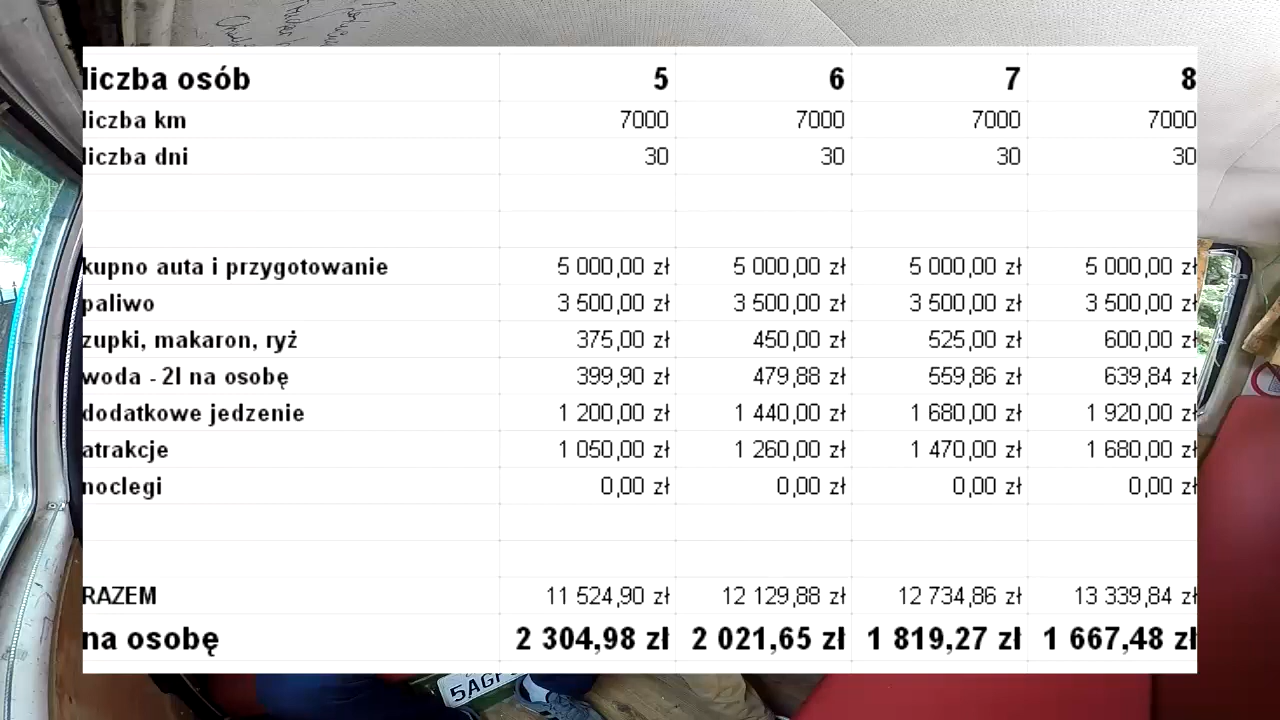 liczba osób 5 6 7 8
liczba km 7000 7000 7000 7000
liczba dni 30 30 30 30
kupno auta i przygotowanie 5 000,00 zł 5 000,00 zł 5 000,00 zł 5 000,00 zł
paliwo 3 500,00 zł 3 500,00 zł 3 500,00 zł 3 500,00 zł
zupki, makaron, ryż 375,00 zł 450,00 zł 525,00 zł 600,00 zł
woda - 2l na osobę 399,90 zł 479,88 zł 559,86 zł 639,84 zł
dodatkowe jedzenie 1 200,00 zł 1 440,00 zł 1 680,00 zł 1 920,00 zł
atrakcje 1 050,00 zł 1 260,00 zł 1 470,00 zł 1 680,00 zł
noclegi 0,00 zł 0,00 zł 0,00 zł 0,00 zł
RAZEM 11 524,90 zł 12 129,88 zł 12 734,86 zł 13 339,84 zł
na osobę 2 304,98 zł 2 021,65 zł 1 819,27 zł 1 667,48 zł